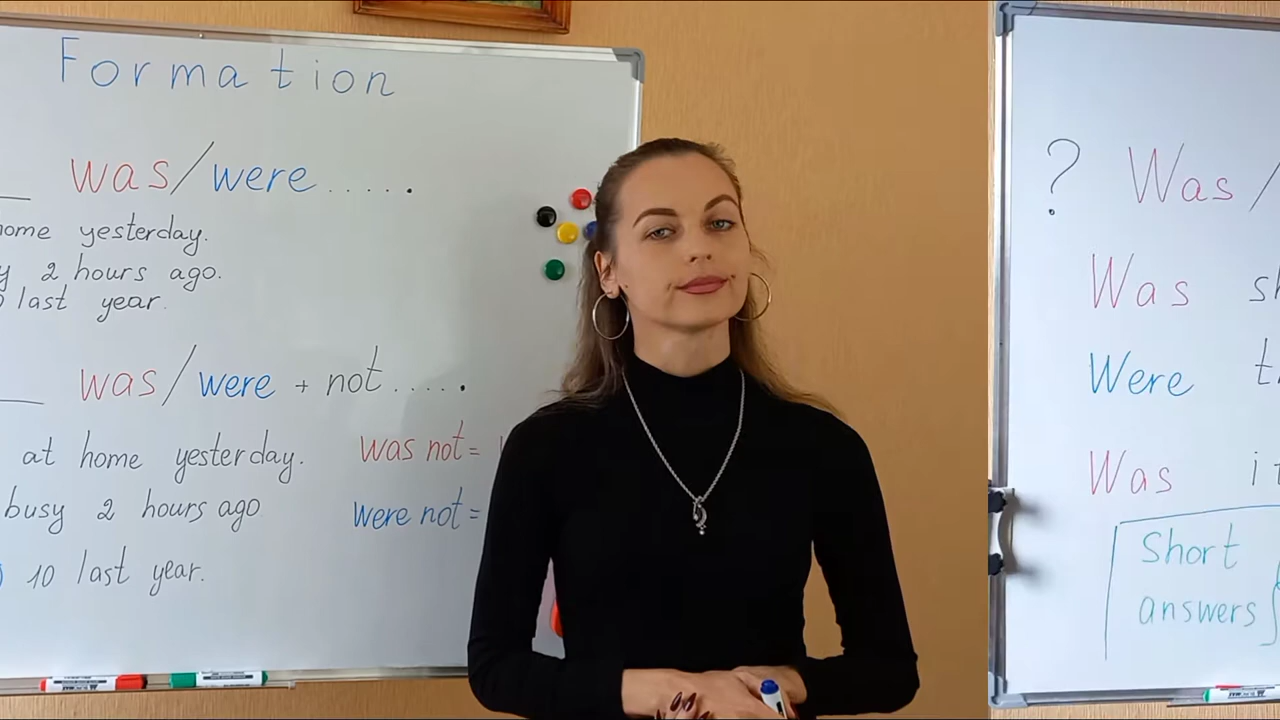 Formation
was/were.....
home yesterday.
2 hours ago.
last year.
was/were + not.....
at home yesterday.
was not =
busy 2 hours ago
were not =
10 last year.
? Was/
Was
Were
Was it
Short
answers